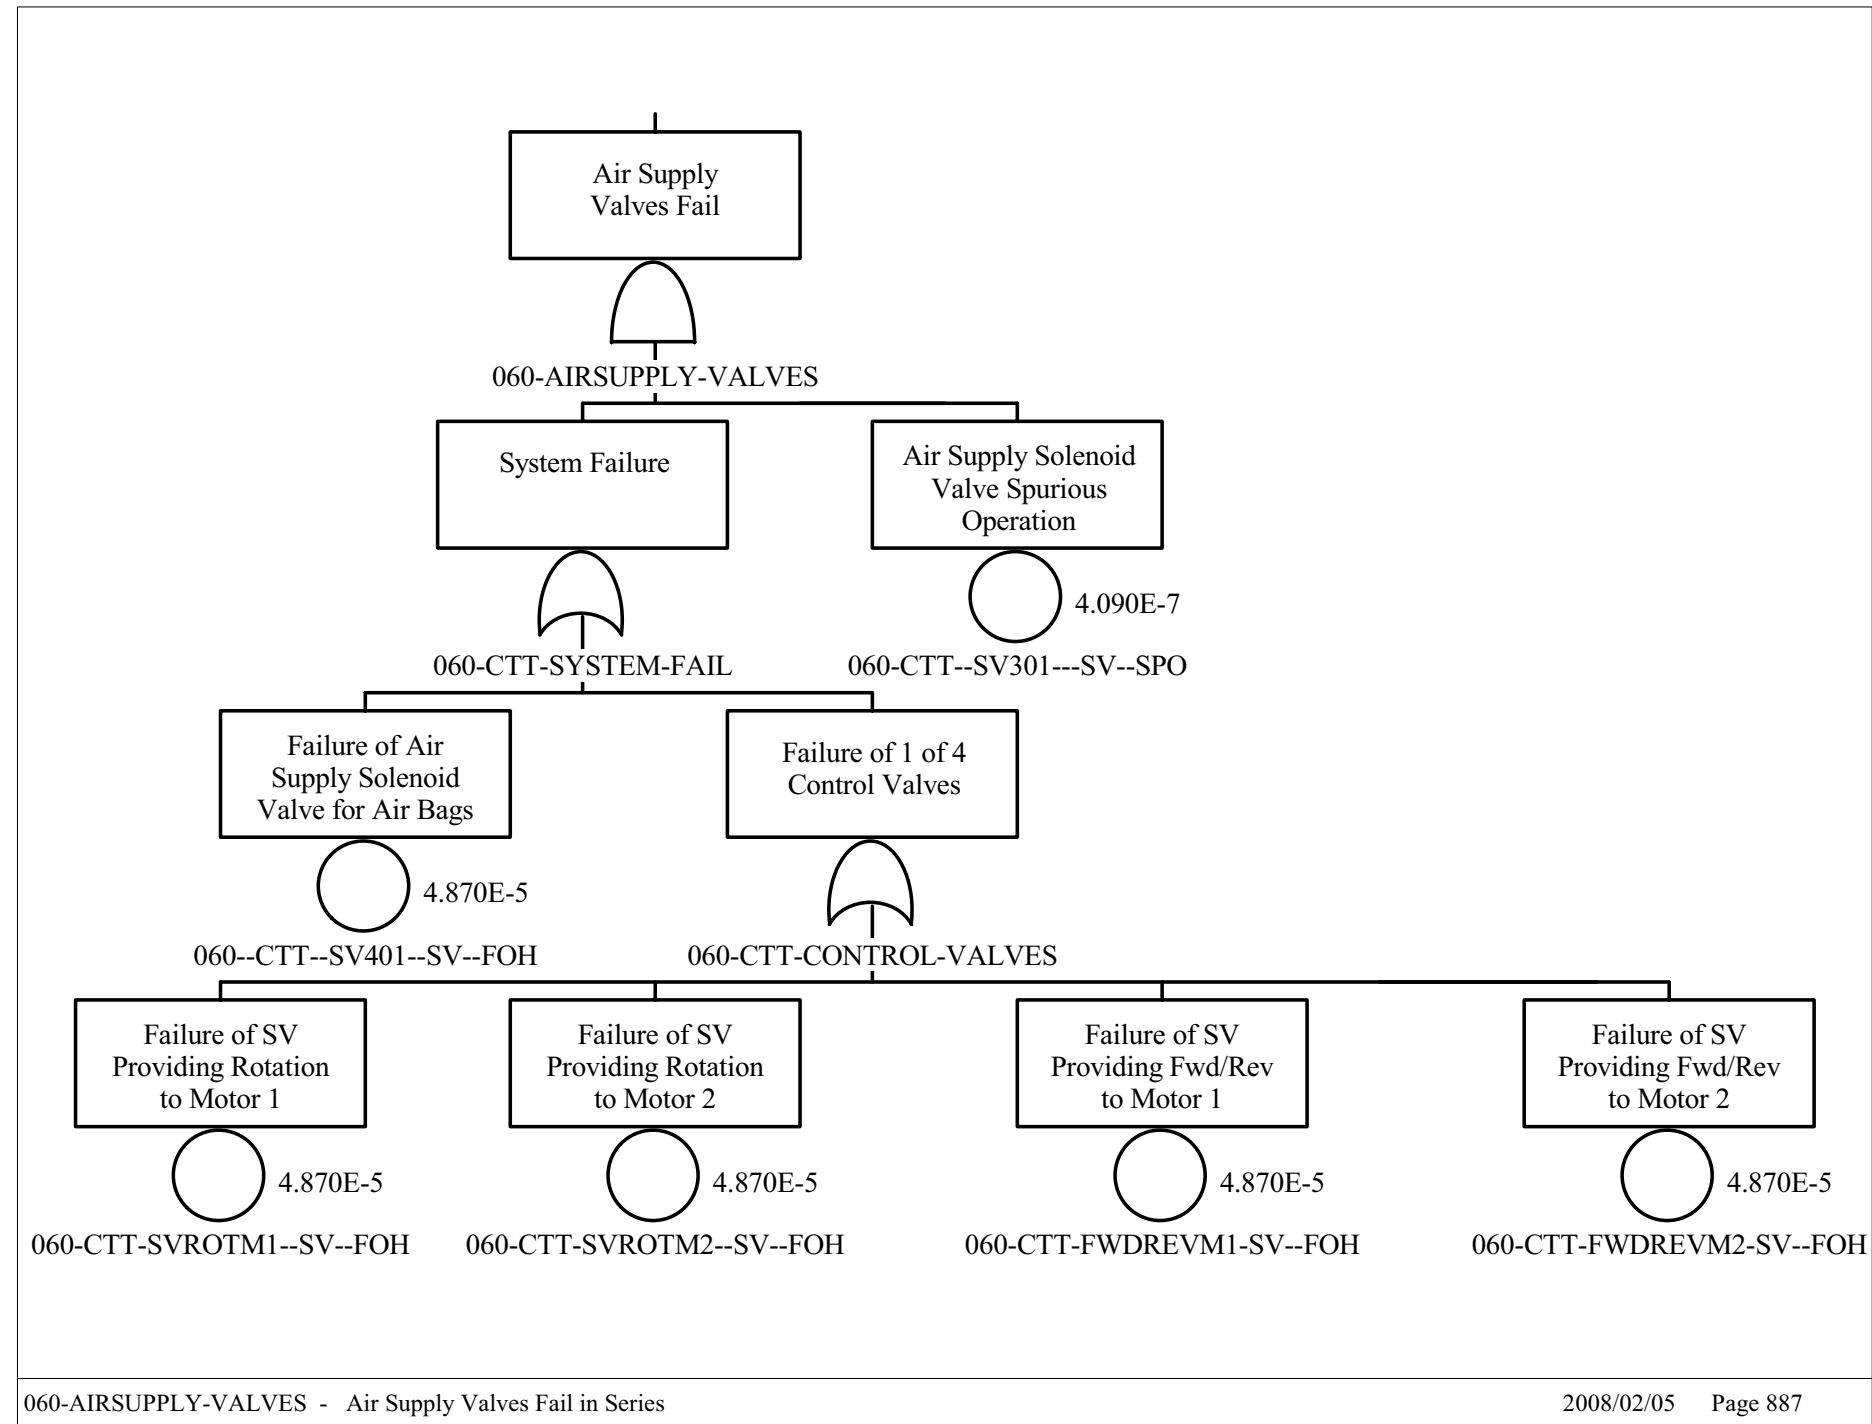 Air Supply
Valves Fail
060-AIRSUPPLY-VALVES
System Failure
Air Supply Solenoid
Valve Spurious
Operation
4.090E-7
060-CTT-SYSTEM-FAIL
060-CTT--SV301---SV--SPO
Failure of Air
Supply Solenoid
Valve for Air Bags
Failure of 1 of 4
Control Valves
4.870E-5
060--CTT--SV401--SV--FOH
060-CTT-CONTROL-VALVES
Failure of SV
Providing Rotation
to Motor 1
Failure of SV
Providing Rotation
to Motor 2
Failure of SV
Providing Fwd/Rev
to Motor 1
Failure of SV
Providing Fwd/Rev
to Motor 2
4.870E-5
4.870E-5
4.870E-5
4.870E-5
060-CTT-SVROTM1--SV--FOH
060-CTT-SVROTM2--SV--FOH
060-CTT-FWDREVM1-SV--FOH
060-CTT-FWDREVM2-SV--FOH
060-AIRSUPPLY-VALVES - Air Supply Valves Fail in Series
2008/02/05 Page 887